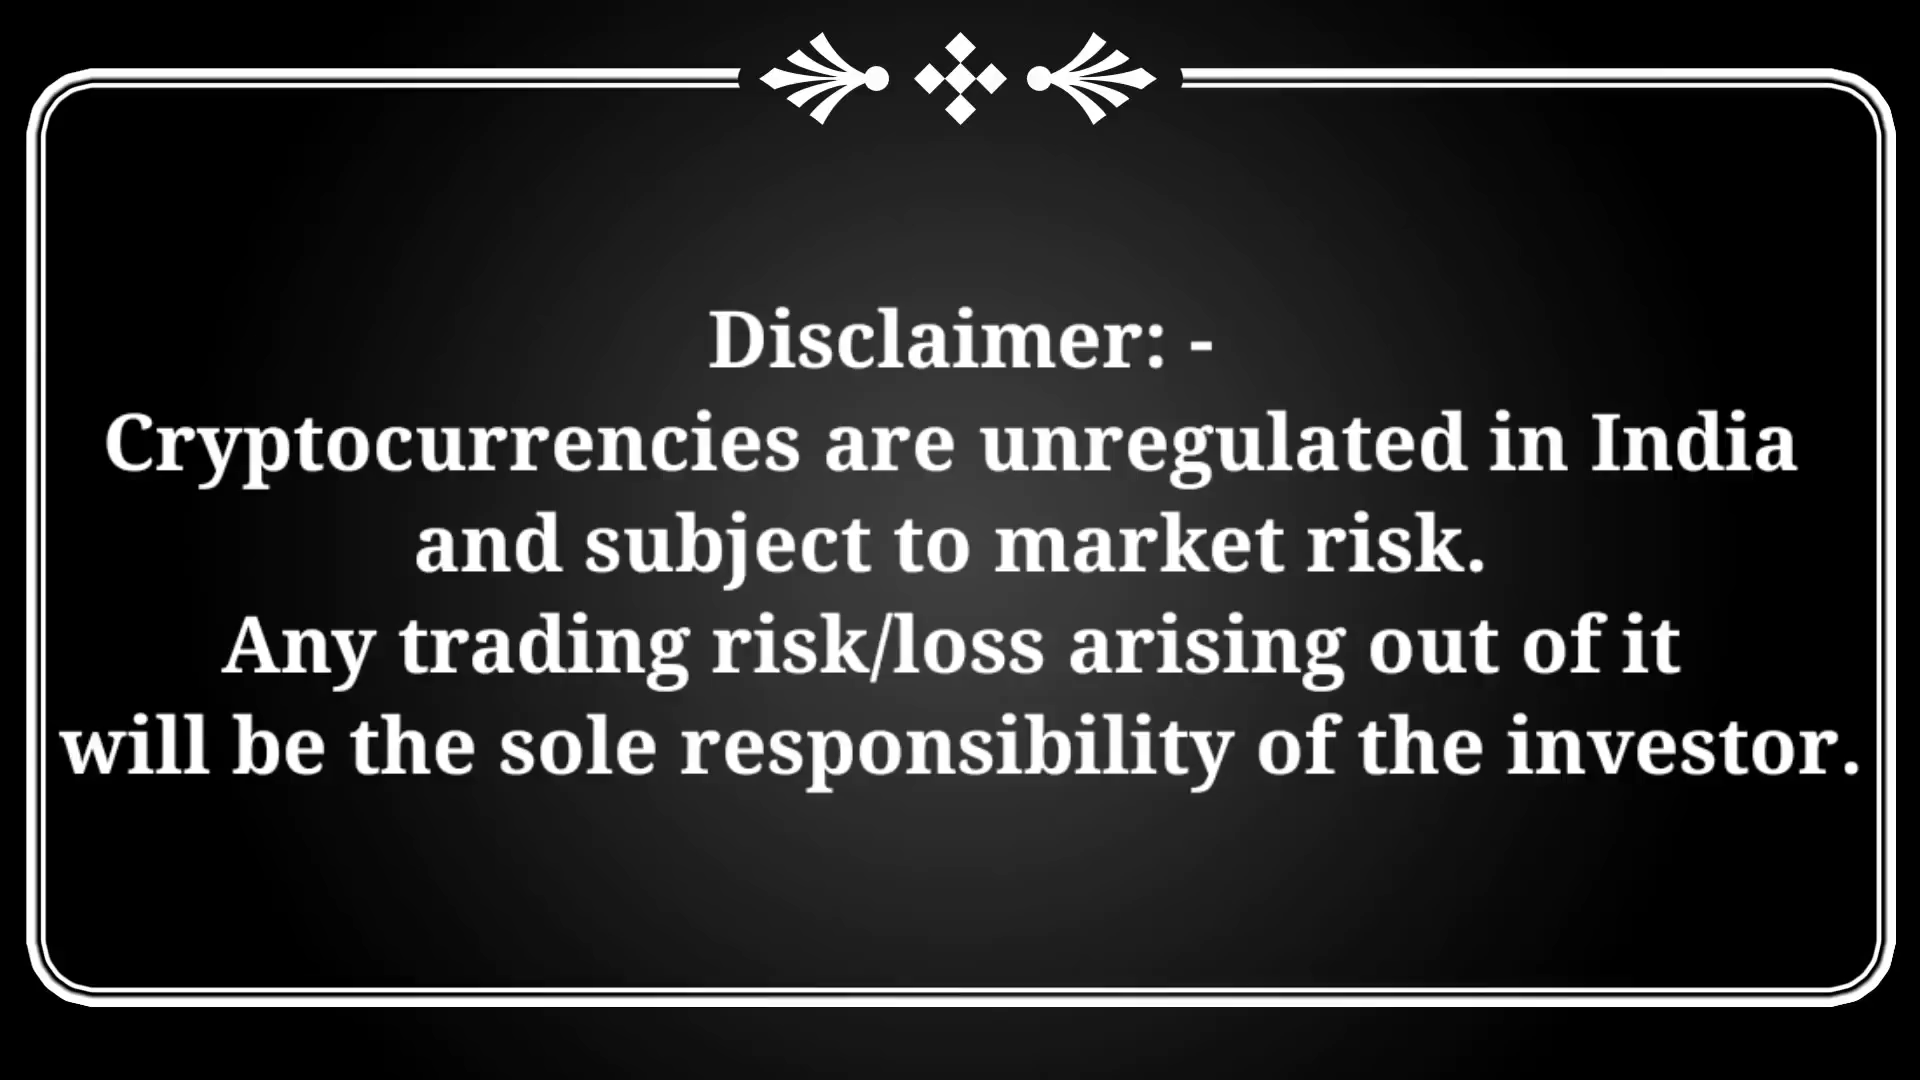 Disclaimer: -
Cryptocurrencies are unregulated in India
and subject to market risk.
Any trading risk/loss arising out of it
will be the sole responsibility of the investor.